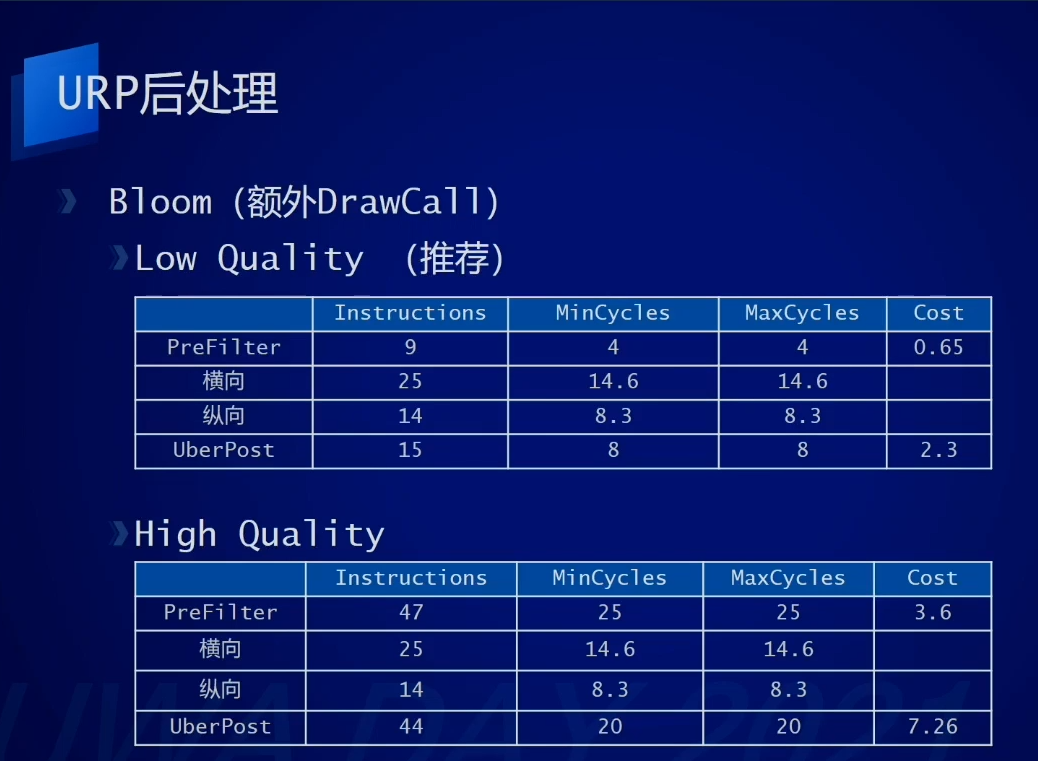 URP后处理
Bloom (额外DrawCall)
Low Quality (推荐)
Instructions MinCycles MaxCycles Cost
PreFilter 9 4 4 0.65
横向 25 14.6 14.6
纵向 14 8.3 8.3
UberPost 15 8 8 2.3
High Quality
Instructions MinCycles MaxCycles Cost
PreFilter 47 25 25 3.6
横向 25 14.6 14.6
纵向 14 8.3 8.3
UberPost 44 20 20 7.26
UWA DAY 2021